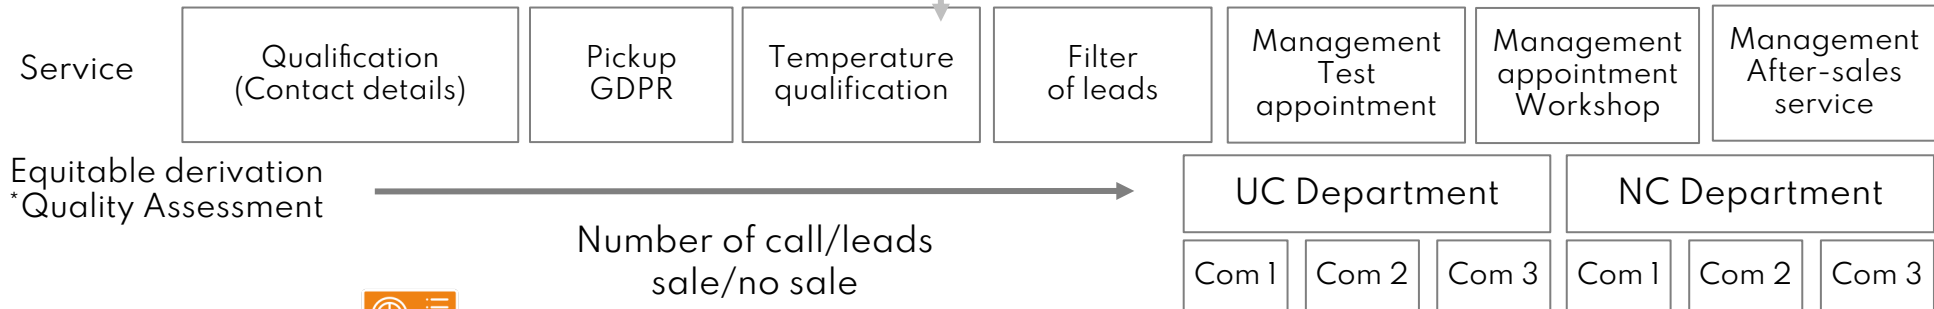 Service
Qualification
(Contact details)
Pickup
GDPR
Temperature
qualification
Filter
of leads
Management
Test
appointment
Management
appointment
Workshop
Management
After-sales
service
Equitable derivation
*Quality Assessment
Number of call/leads
sale/no sale
UC Department
NC Department
Com 1
Com 2
Com 3
Com 1
Com 2
Com 3